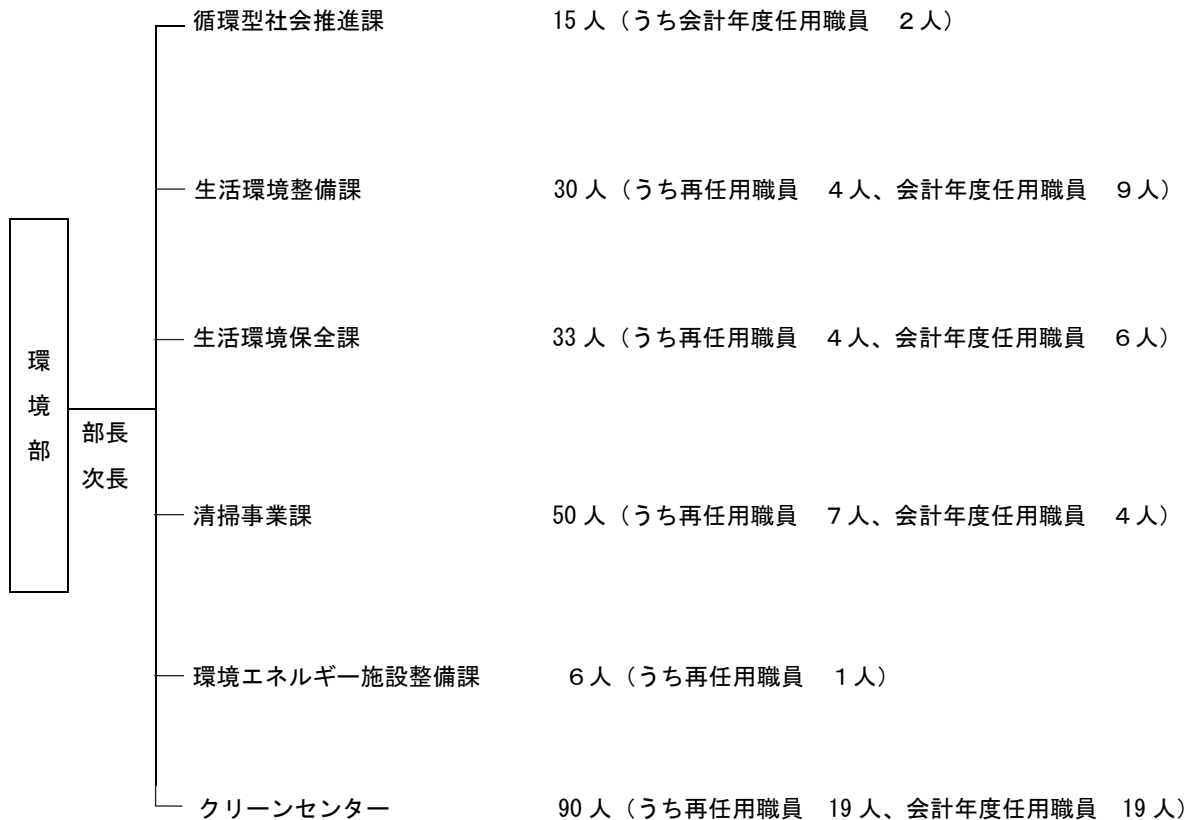 循環型社会推進課 15人（うち会計年度任用職員 2人）
生活環境整備課 30人（うち再任用職員 4人、会計年度任用職員 9人）
生活環境保全課 33人（うち再任用職員 4人、会計年度任用職員 6人）
環境部
部長
次長
清掃事業課 50人（うち再任用職員 7人、会計年度任用職員 4人）
環境エネルギー施設整備課 6人（うち再任用職員 1人）
クリーンセンター 90人（うち再任用職員 19人、会計年度任用職員 19人）